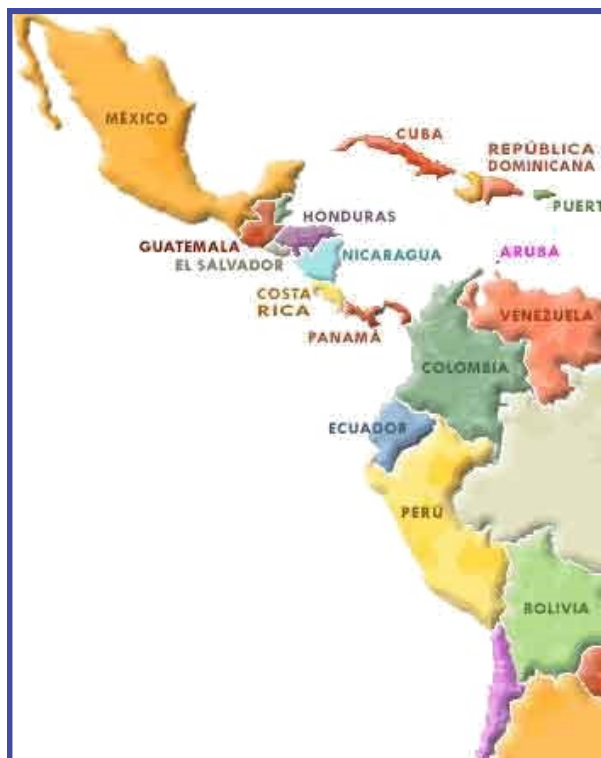 MÉXICO
CUBA
REPÚBLICA
DOMINICANA
PUERT
HONDURAS
GUATEMALA
EL SALVADOR
NICARAGUA
ARUBA
COSTA
RICA
PANAMÁ
VENEZUELA
COLOMBIA
ECUADOR
PERÚ
BOLIVIA